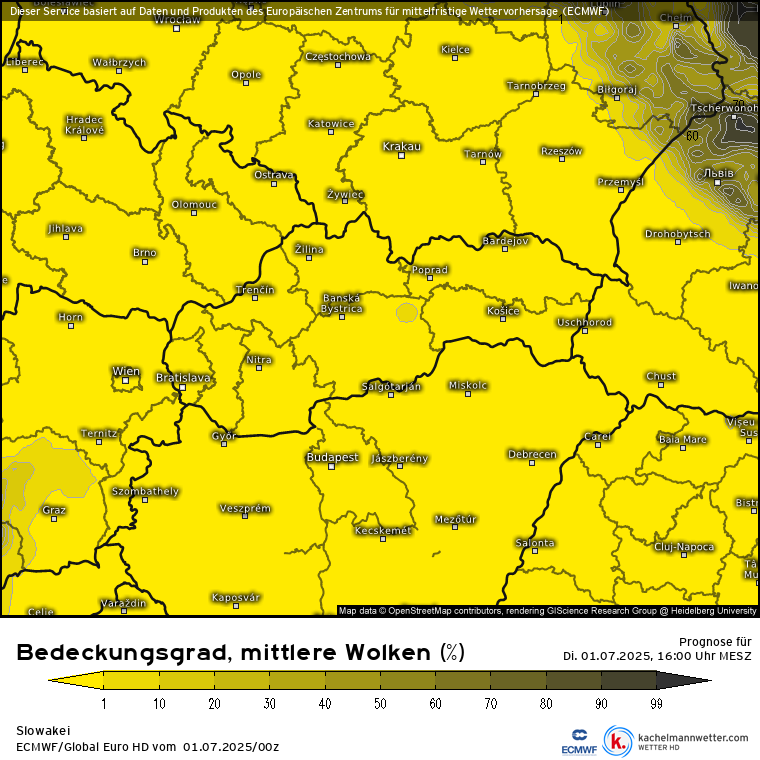 Dieser Service basiert auf Daten und Produkten des Europäischen Zentrums für mittelfristige Wettervorhersage (ECMWF)
Wrocław
Chełm
Kielce
Częstochowa
Liberec
Wałbrzych
Opole
Tarnobrzeg
Biłgoraj
Tscherwonoh
70
Hradec
Králové
Katowice
60
Krakau
Tarnów
Rzeszów
Ostrava
Львів
Przemyśl
Żywiec
Olomouc
Jihlava
Drohobytsch
Bardejov
Žilina
Brno
Poprad
Iwano
Trenčín
Banská
Bystrica
Košice
Horn
Uschhorod
Nitra
Wien
Bratislava
Chust
Salgótarján
Miskolc
Vișeu
Sus
Ternitz
Győr
Carei
Baia Mare
Budapest
Jászberény
Debrecen
Szombathely
Graz
Veszprém
Bistr
Mezőtúr
Kecskemét
Salonta
Cluj-Napoca
Tâ
Mu
Kaposvár
Varaždin
Celje
Map data © OpenStreetMap contributors, rendering GIScience Research Group @ Heidelberg University
Bedeckungsgrad, mittlere Wolken (%)
Prognose für
Di. 01.07.2025, 16:00 Uhr MESZ
1 10 20 30 40 50 60 70 80 90 99
Slowakei
ECMWF/Global Euro HD vom 01.07.2025/00z
ECMWF
k.
kachelmannwetter.com
WETTER HD